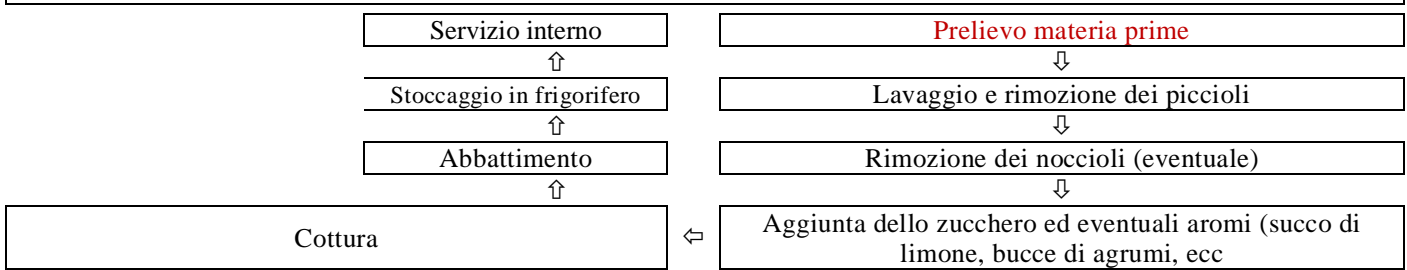 Servizio interno
Prelievo materia prime
⇧
⇩
Stoccaggio in frigorifero
Lavaggio e rimozione dei piccioli
⇧
⇩
Abbattimento
Rimozione dei noccioli (eventuale)
⇧
⇩
Cottura
⇦
Aggiunta dello zucchero ed eventuali aromi (succo di
limone, bucce di agrumi, ecc